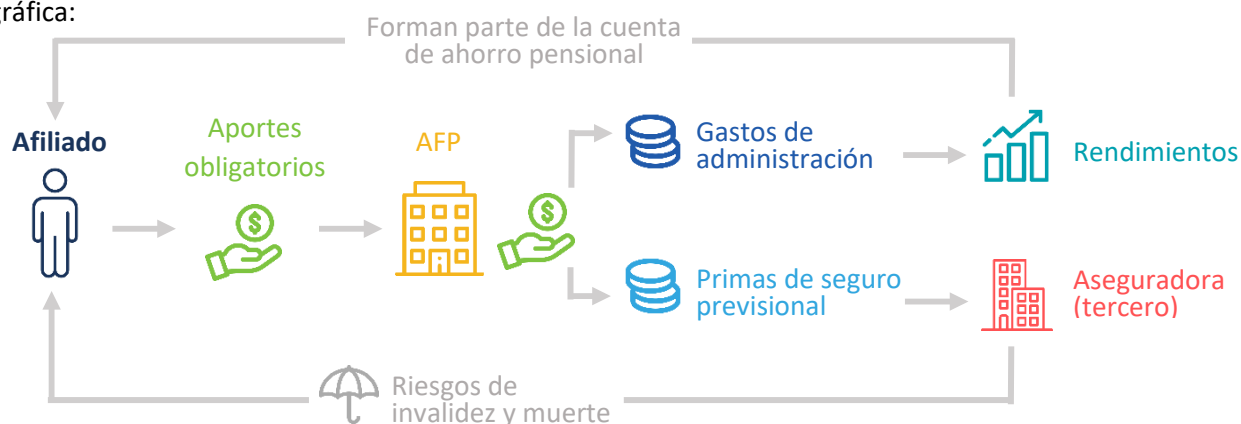 gráfica:
Forman parte de la cuenta
de ahorro pensional
Afiliado
Aportes
obligatorios
AFP
Gastos de
administración
Rendimientos
Primas de seguro
previsional
Aseguradora
(tercero)
Riesgos de
invalidez y muerte